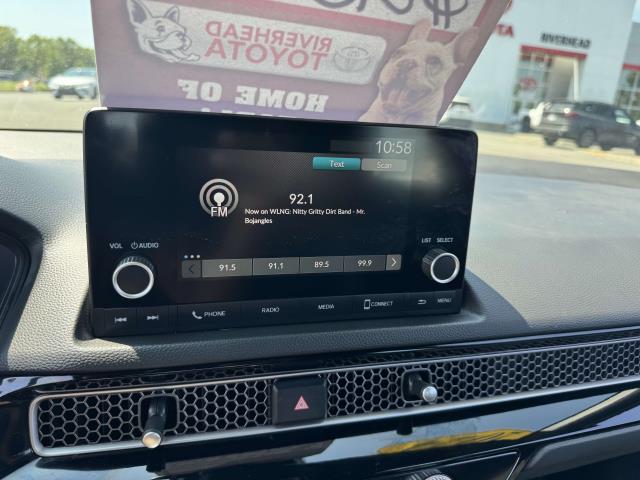 RIVERHEAD
TOYOTA
HOME OF
TA
RIVERHEAD
10:58
Text
Scan
FM
92.1
Now on WLNG: Nitty Gritty Dirt Band - Mr.
Bojangles
VOL
AUDIO
LIST
SELECT
91.5
91.1
89.5
99.9
PHONE
RADIO
MEDIA
CONNECT
MENU